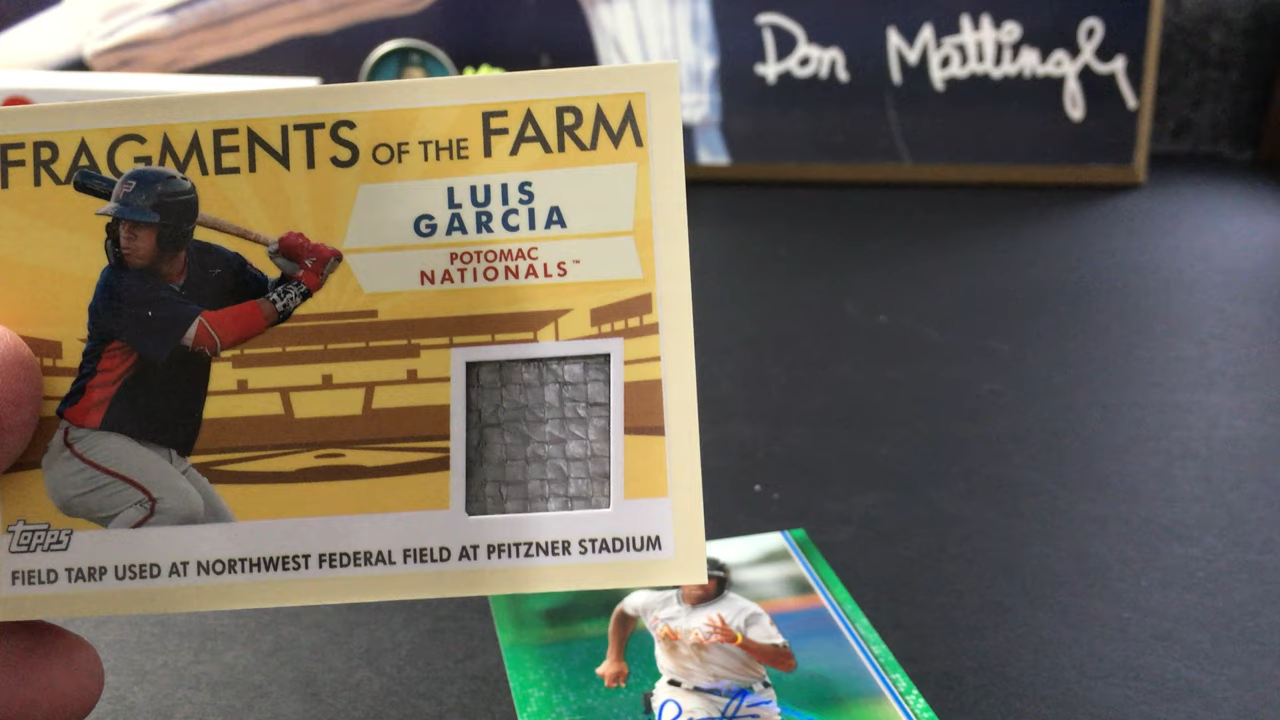 Don Mattingly
FRAGMENTS OF THE FARM
LUIS
GARCIA
POTOMAC
NATIONALS™
topps
FIELD TARP USED AT NORTHWEST FEDERAL FIELD AT PFITZNER STADIUM